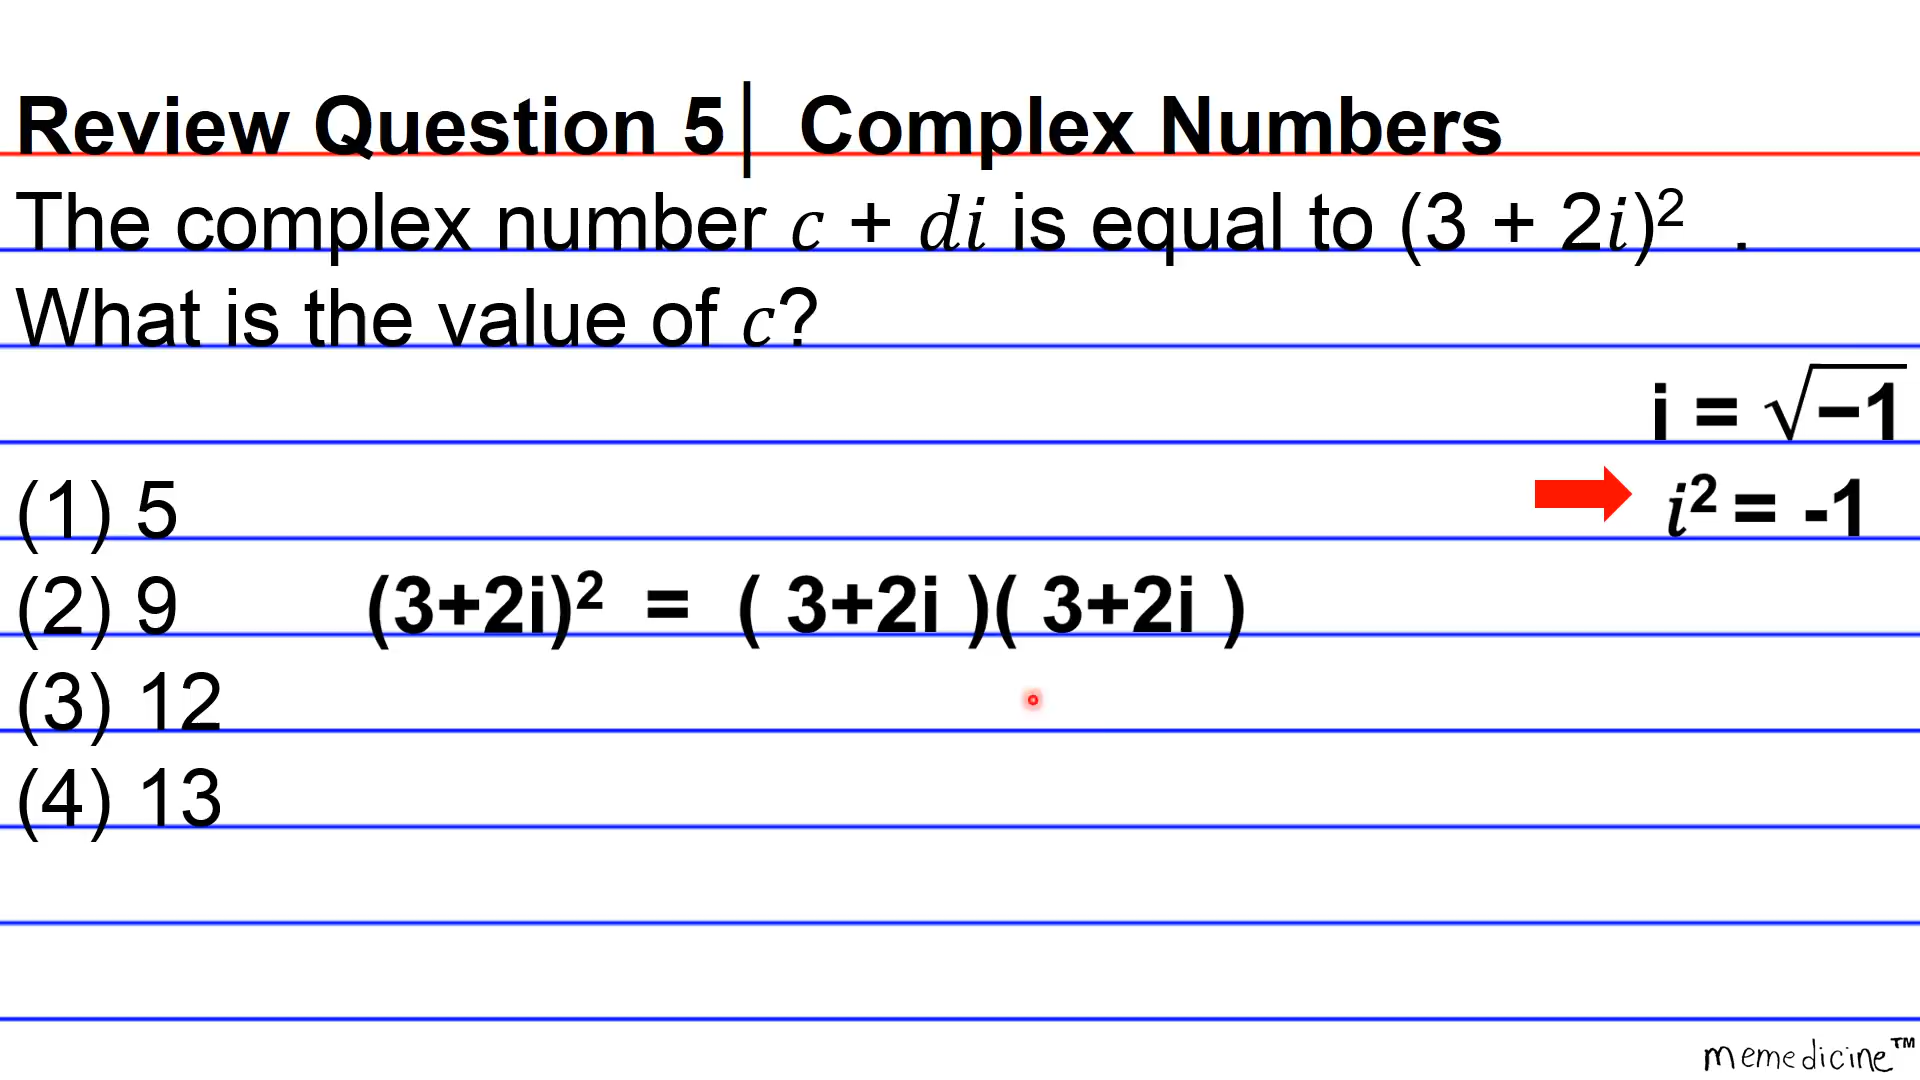 Review Question 5| Complex Numbers
The complex number c + di is equal to (3 + 2i)² .
What is the value of c?
i = √−1
(1) 5
i² = -1
(2) 9
(3+2i)² = ( 3+2i )( 3+2i )
(3) 12
(4) 13
memedicine™